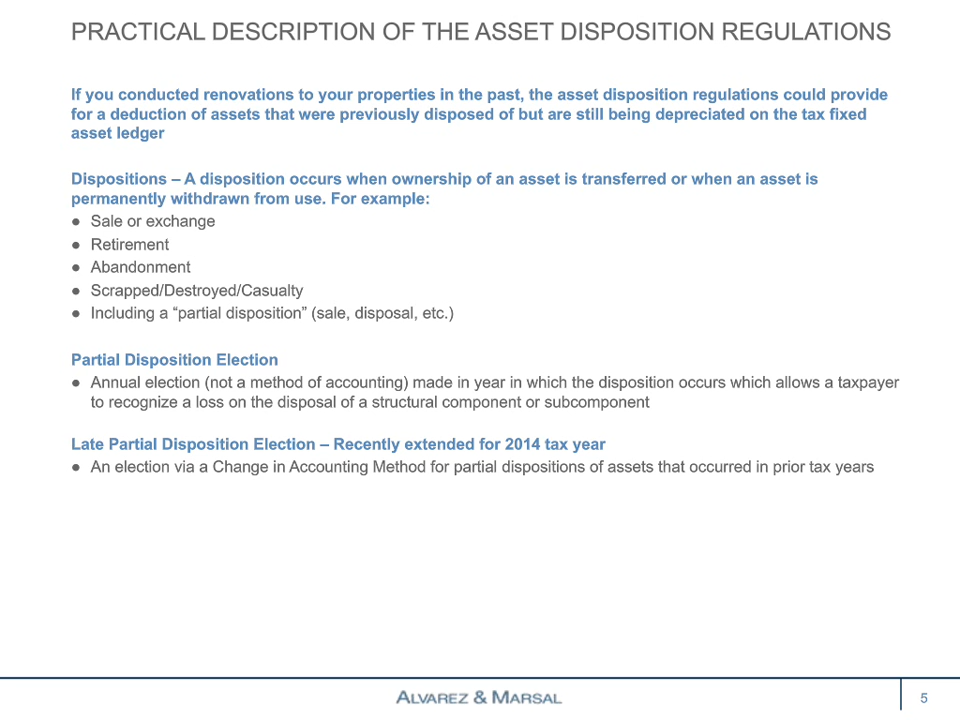 PRACTICAL DESCRIPTION OF THE ASSET DISPOSITION REGULATIONS
If you conducted renovations to your properties in the past, the asset disposition regulations could provide
for a deduction of assets that were previously disposed of but are still being depreciated on the tax fixed
asset ledger
Dispositions – A disposition occurs when ownership of an asset is transferred or when an asset is
permanently withdrawn from use. For example:
● Sale or exchange
● Retirement
● Abandonment
● Scrapped/Destroyed/Casualty
● Including a “partial disposition” (sale, disposal, etc.)
Partial Disposition Election
● Annual election (not a method of accounting) made in year in which the disposition occurs which allows a taxpayer
to recognize a loss on the disposal of a structural component or subcomponent
Late Partial Disposition Election – Recently extended for 2014 tax year
● An election via a Change in Accounting Method for partial dispositions of assets that occurred in prior tax years
ALVAREZ & MARSAL
5